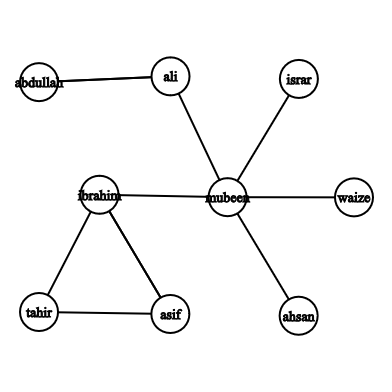 abdullah
ali
israr
ibrahim
mubeen
waize
tahir
asif
ahsan